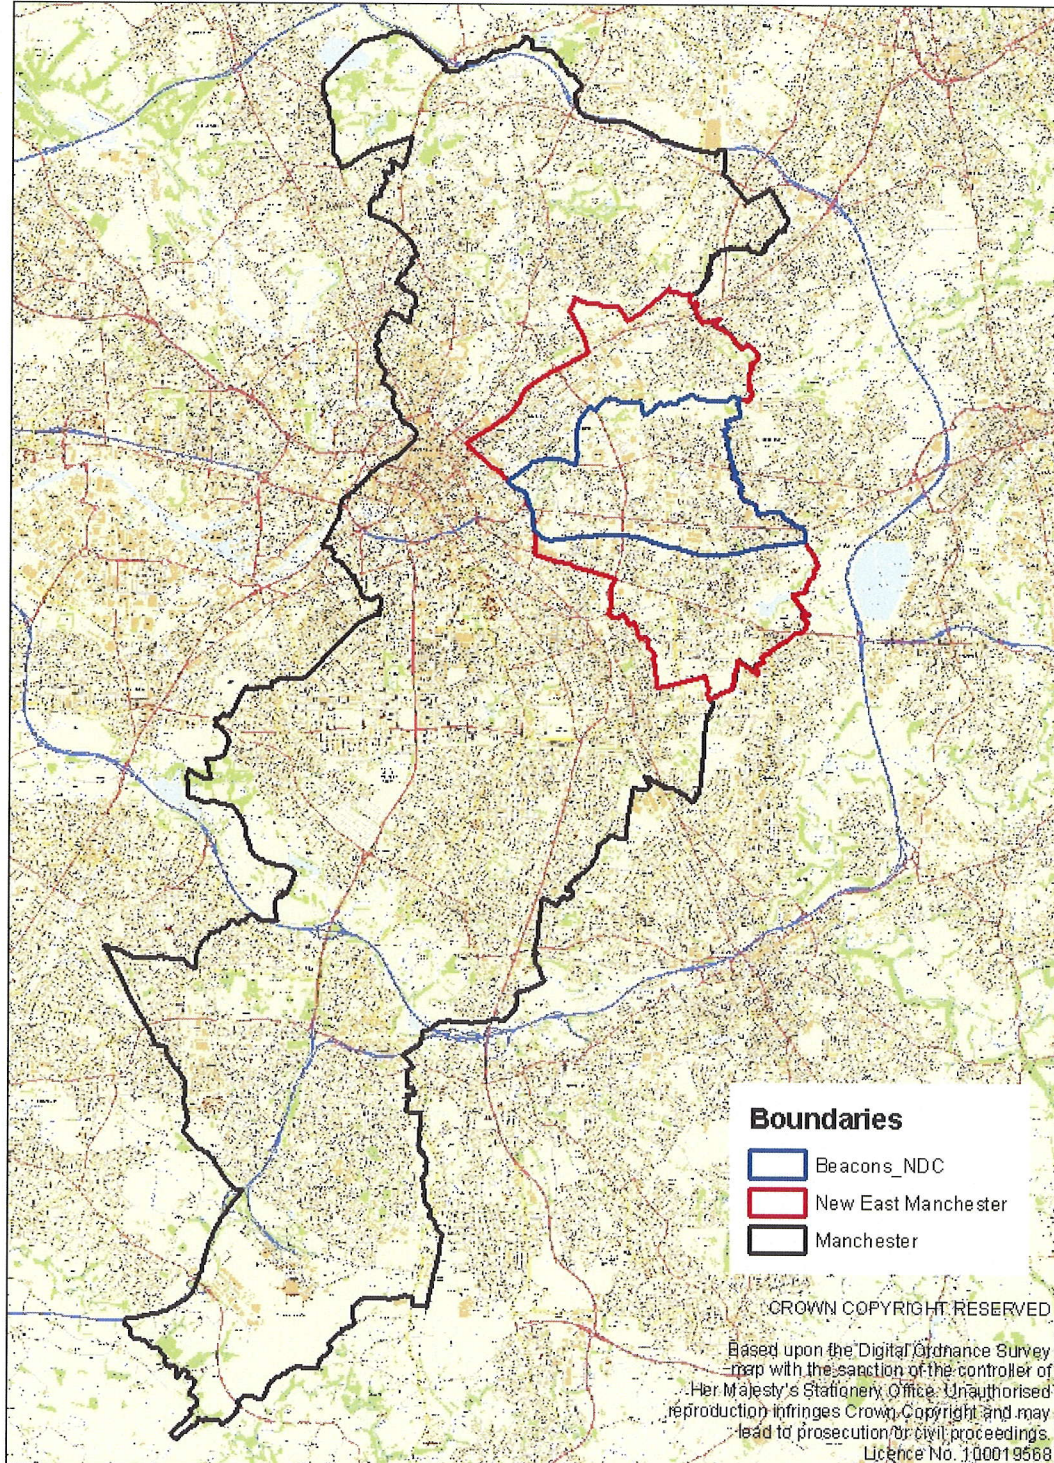 Boundaries
Beacons_NDC
New East Manchester
Manchester
CROWN COPYRIGHT RESERVED
Based upon the Digital Ordnance Survey
map with the sanction of the controller of
Her Majesty's Stationery Office. Unauthorised
reproduction infringes Crown Copyright and may
lead to prosecution or civil proceedings.
Licence No. 100019568